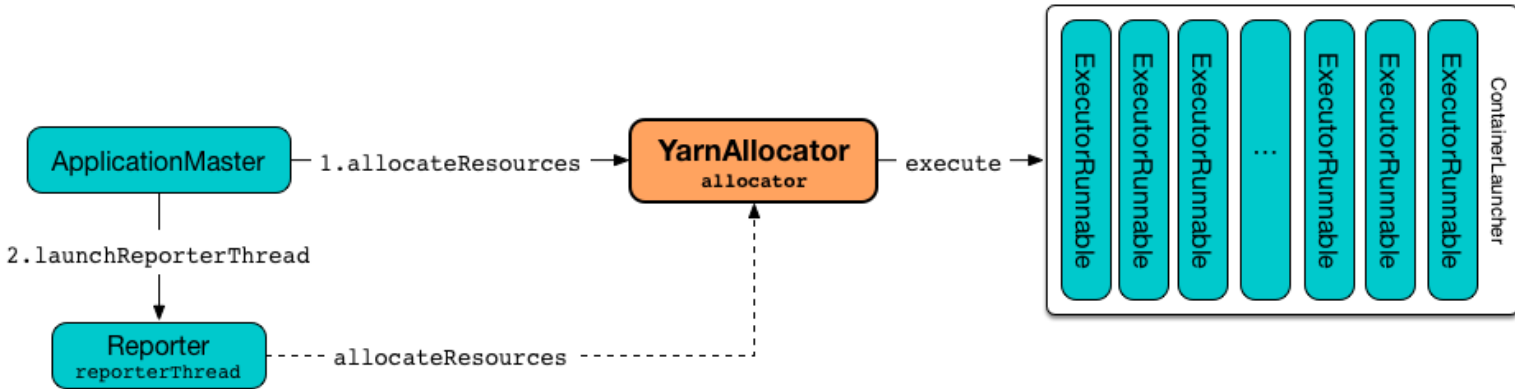 ApplicationMaster
1.allocateResources
YarnAllocator
allocator
execute
ExecutorRunnable
ExecutorRunnable
ExecutorRunnable
...
ExecutorRunnable
ExecutorRunnable
ExecutorRunnable
ContainerLauncher
2.launchReporterThread
Reporter
reporterThread
allocateResources